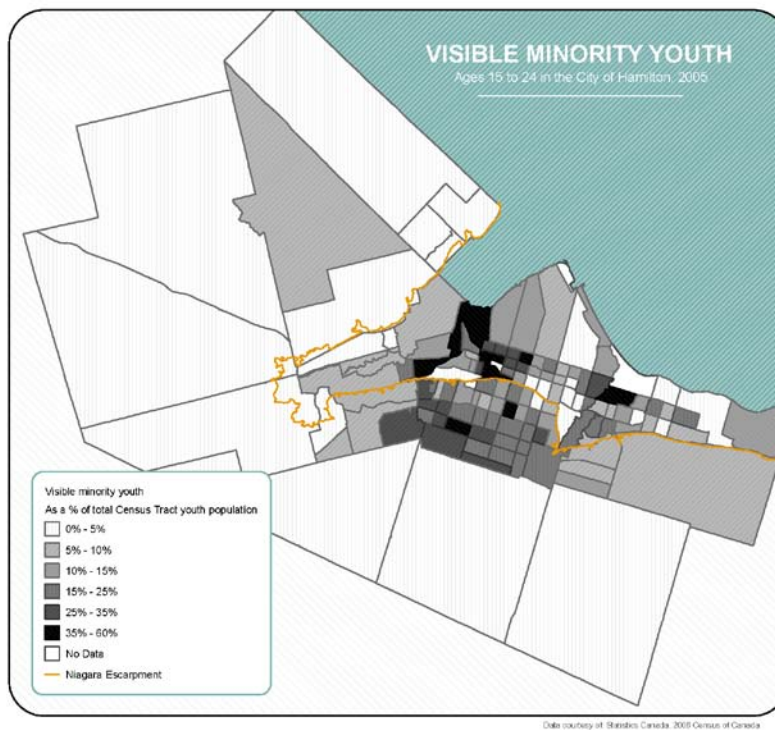 VISIBLE MINORITY YOUTH
Ages 15 to 24 in the City of Hamilton, 2005
Visible minority youth
As a % of total Census Tract youth population
0% - 5%
5% - 10%
10% - 15%
15% - 25%
25% - 35%
35% - 60%
No Data
Niagara Escarpment
Data courtesy of: Statistics Canada, 2006 Census of Canada